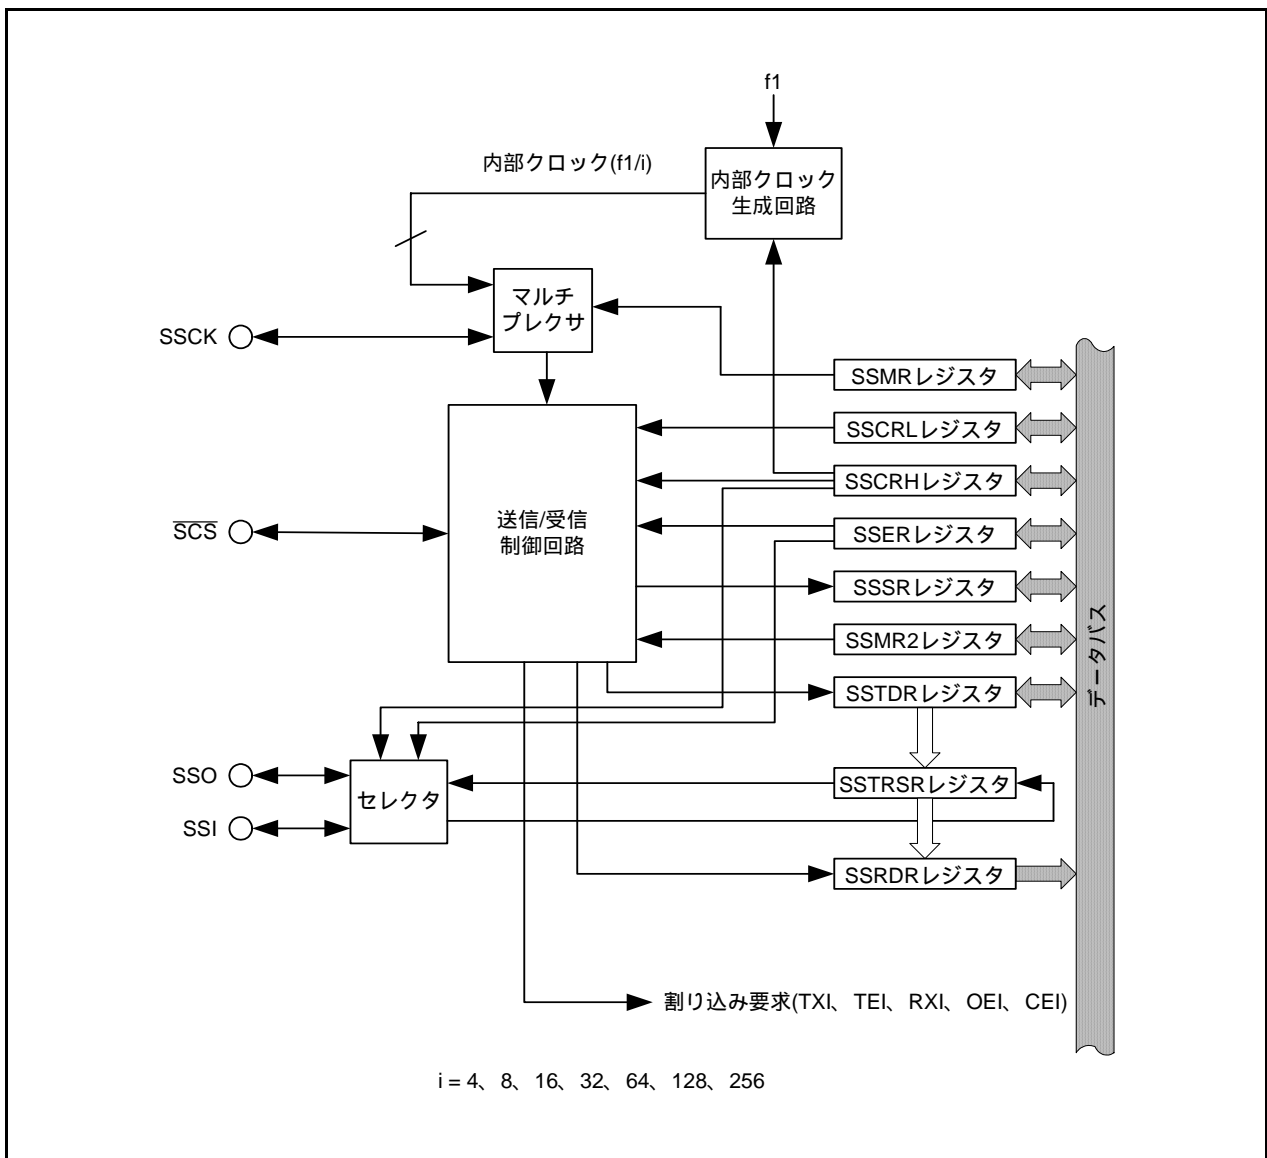 f1
内部クロック(f1/i)
内部クロック
生成回路
マルチ
プレクサ
SSCK
SSMRレジスタ
SSCRLレジスタ
SSCRHレジスタ
送信/受信
制御回路
SCS
SSERレジスタ
SSSRレジスタ
SSMR2レジスタ
データバス
SSTDRレジスタ
SSO
SSTRSRレジスタ
セレクタ
SSI
SSRDRレジスタ
割り込み要求(TXI、TEI、RXI、OEI、CEI)
i = 4、8、16、32、64、128、256